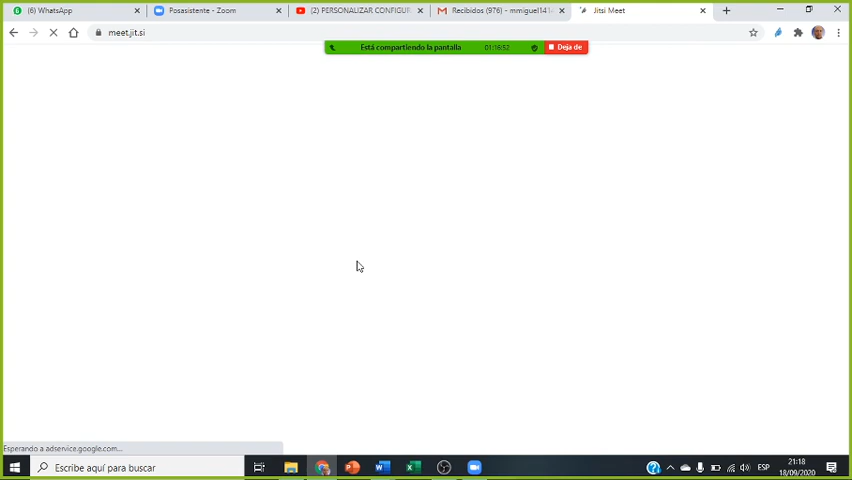 (6) WhatsApp
Posasistente - Zoom
(2) PERSONALIZAR CONFIGUR
Recibidos (976) - mmiguel141
Jitsi Meet
meet.jit.si
Está compartiendo la pantalla
01:16:52
Deja de
Esperando a adservice.google.com...
Escribe aquí para buscar
ESP
21:18
18/09/2020